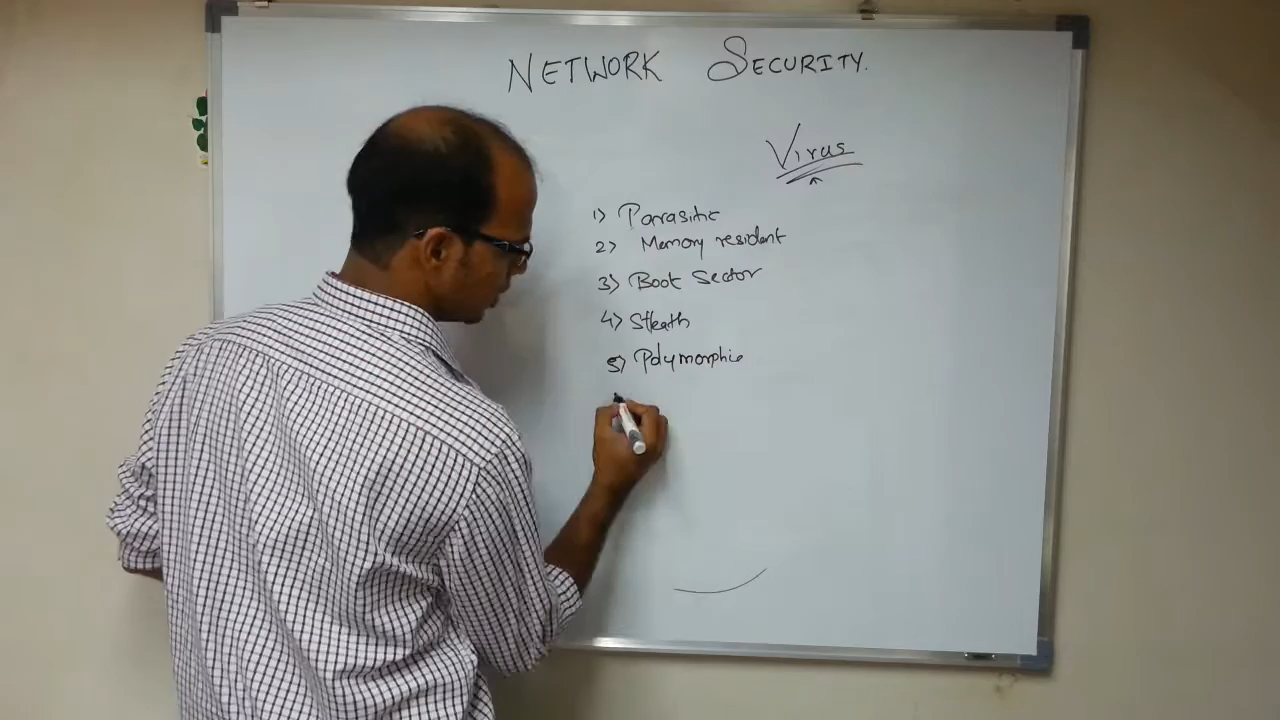 NETWORK SECURITY.
Virus
1) Parasitic
2) Memory resident
3) Boot Sector
4) Stealth
5) Polymorphic